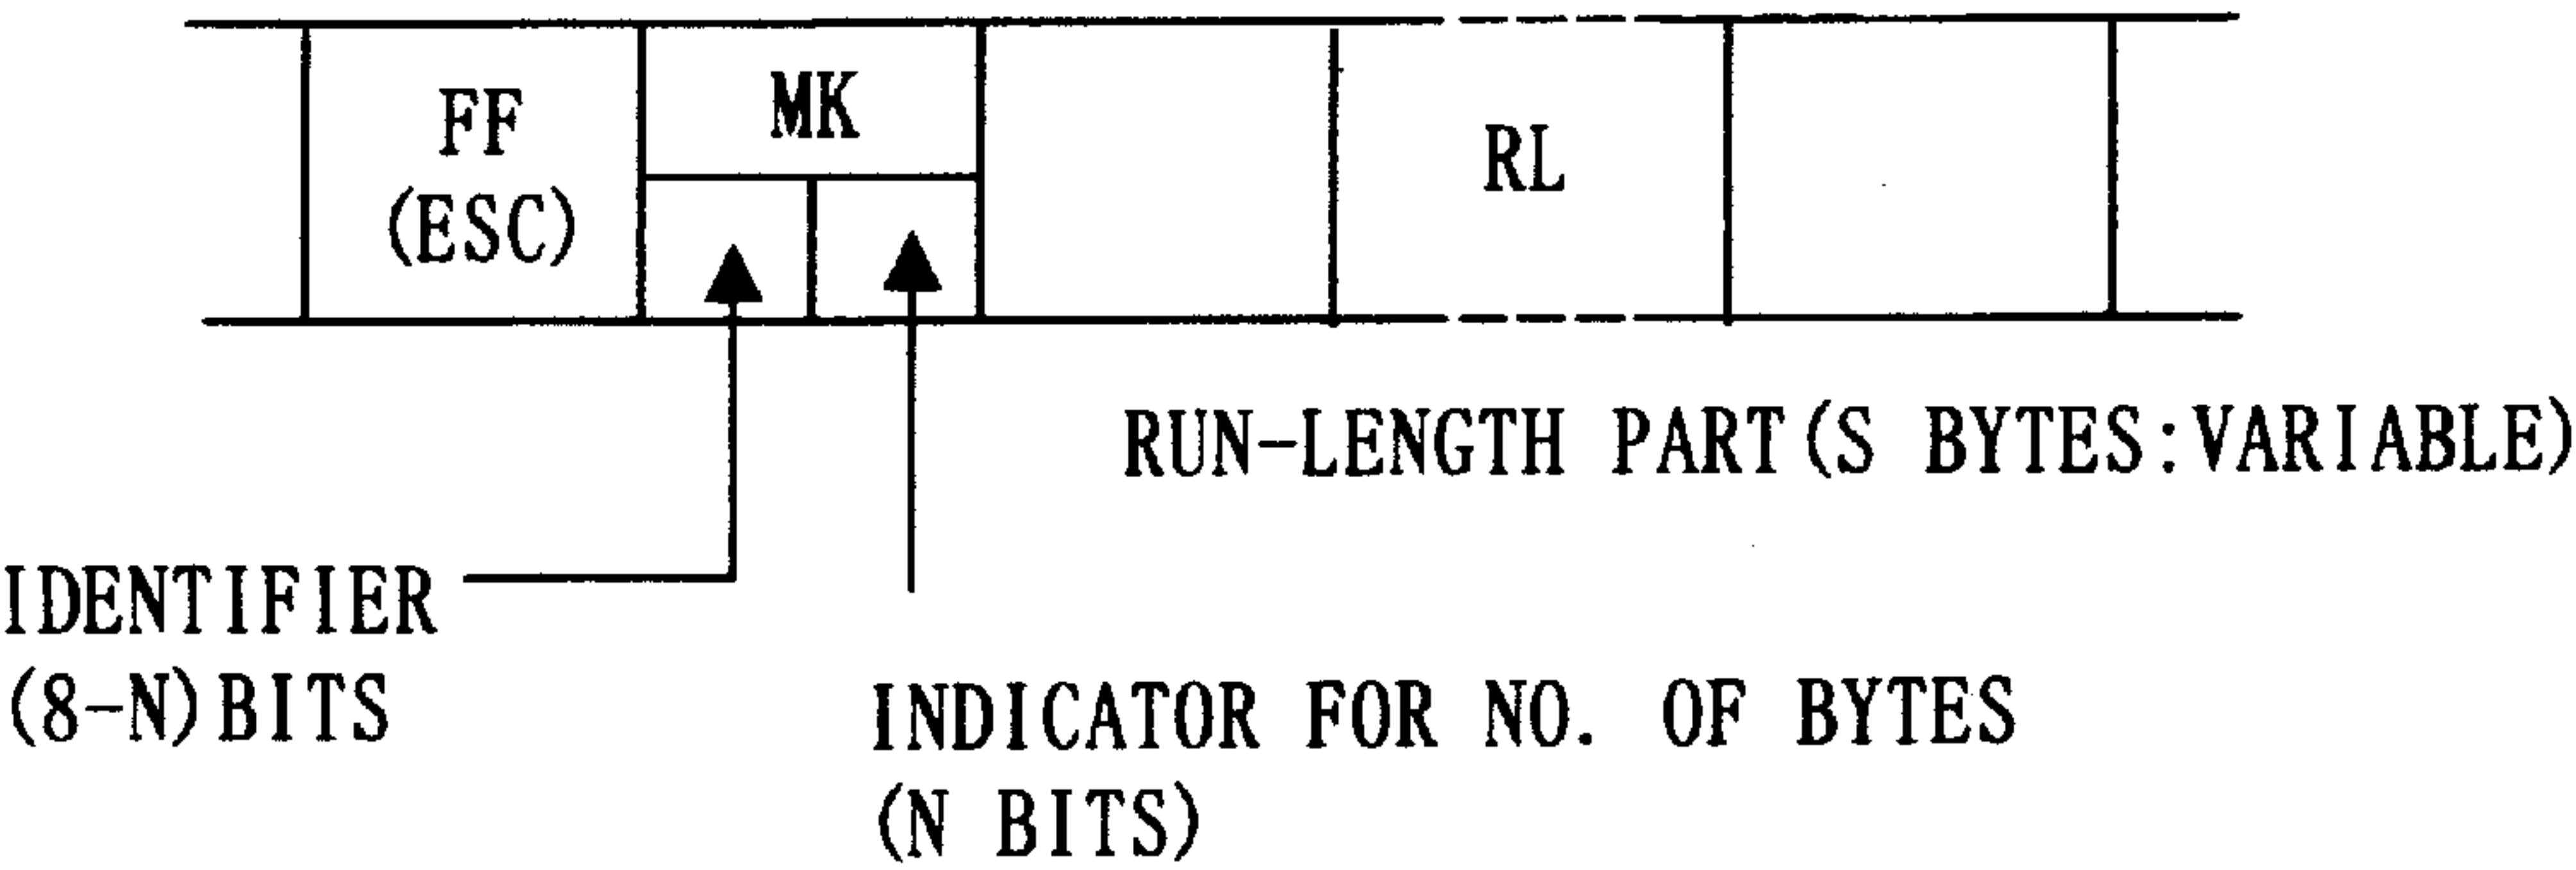 FF
(ESC)
MK
RL
RUN-LENGTH PART(S BYTES:VARIABLE)
IDENTIFIER
(8-N)BITS
INDICATOR FOR NO. OF BYTES
(N BITS)